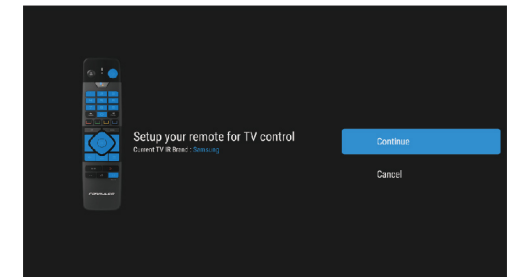 Setup your remote for TV control
Current TV IR Brand : Samsung
Continue
Cancel